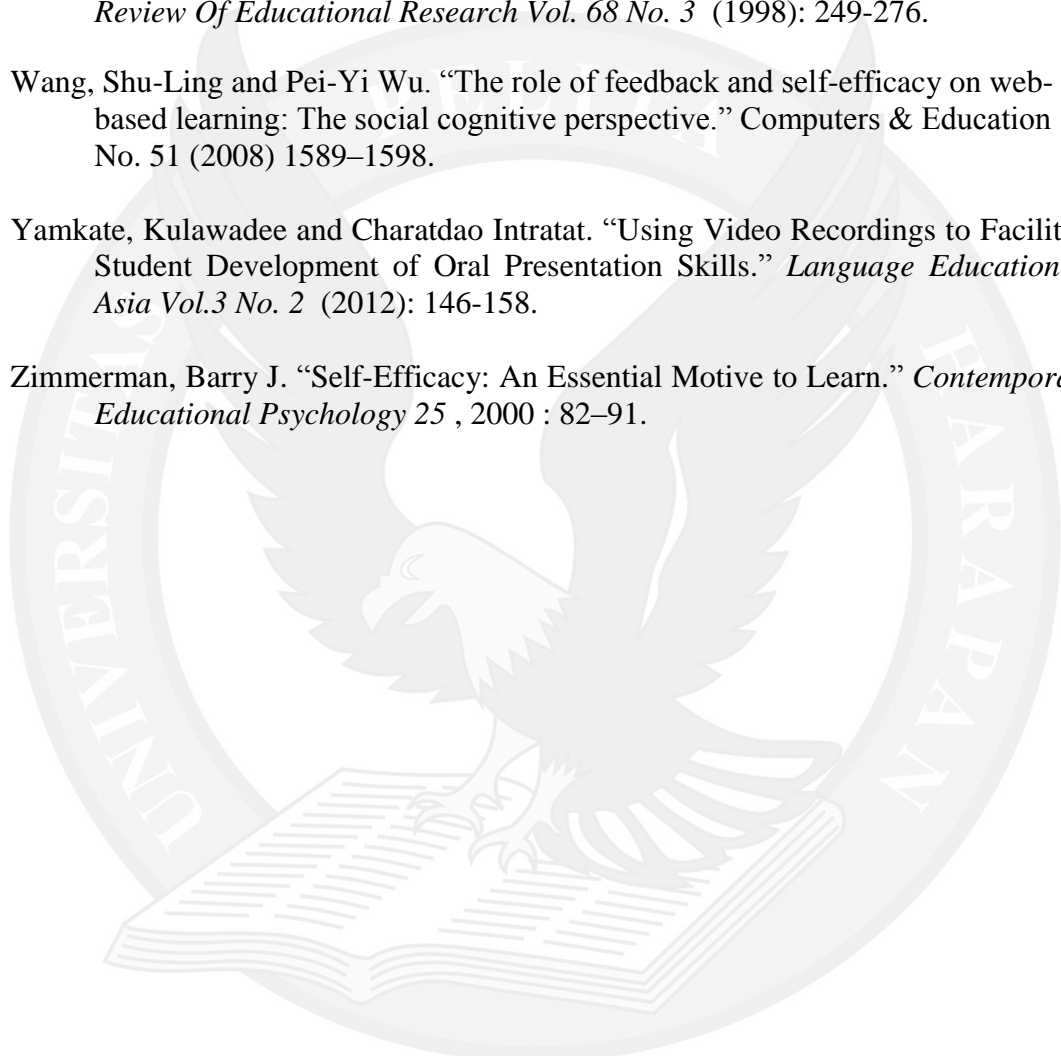 Review Of Educational Research Vol. 68 No. 3 (1998): 249-276.
Wang, Shu-Ling and Pei-Yi Wu. “The role of feedback and self-efficacy on web-
based learning: The social cognitive perspective.” Computers & Education
No. 51 (2008) 1589–1598.
Yamkate, Kulawadee and Charatdao Intratat. “Using Video Recordings to Facilit
Student Development of Oral Presentation Skills.” Language Education
Asia Vol.3 No. 2 (2012): 146-158.
Zimmerman, Barry J. “Self-Efficacy: An Essential Motive to Learn.” Contempora
Educational Psychology 25 , 2000 : 82–91.
UNIVERSITAS PELITA HARAPAN